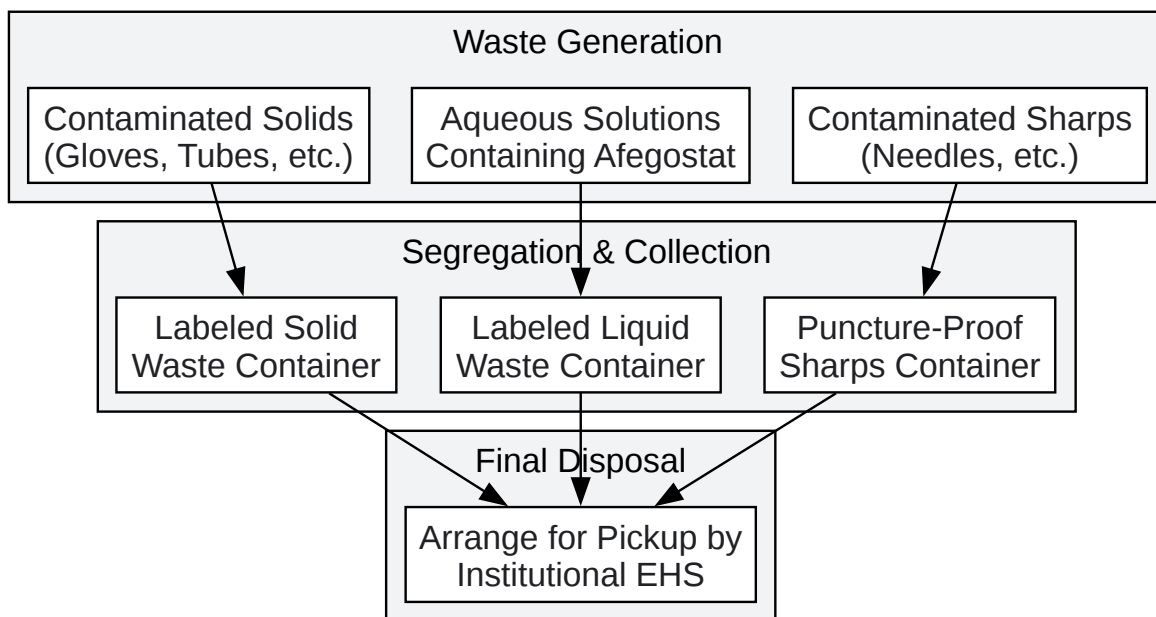 Waste Generation
Contaminated Solids
(Gloves, Tubes, etc.)
Aqueous Solutions
Containing Afegostat
Contaminated Sharps
(Needles, etc.)
Segregation & Collection
Labeled Solid
Waste Container
Labeled Liquid
Waste Container
Puncture-Proof
Sharps Container
Final Disposal
Arrange for Pickup by
Institutional EHS